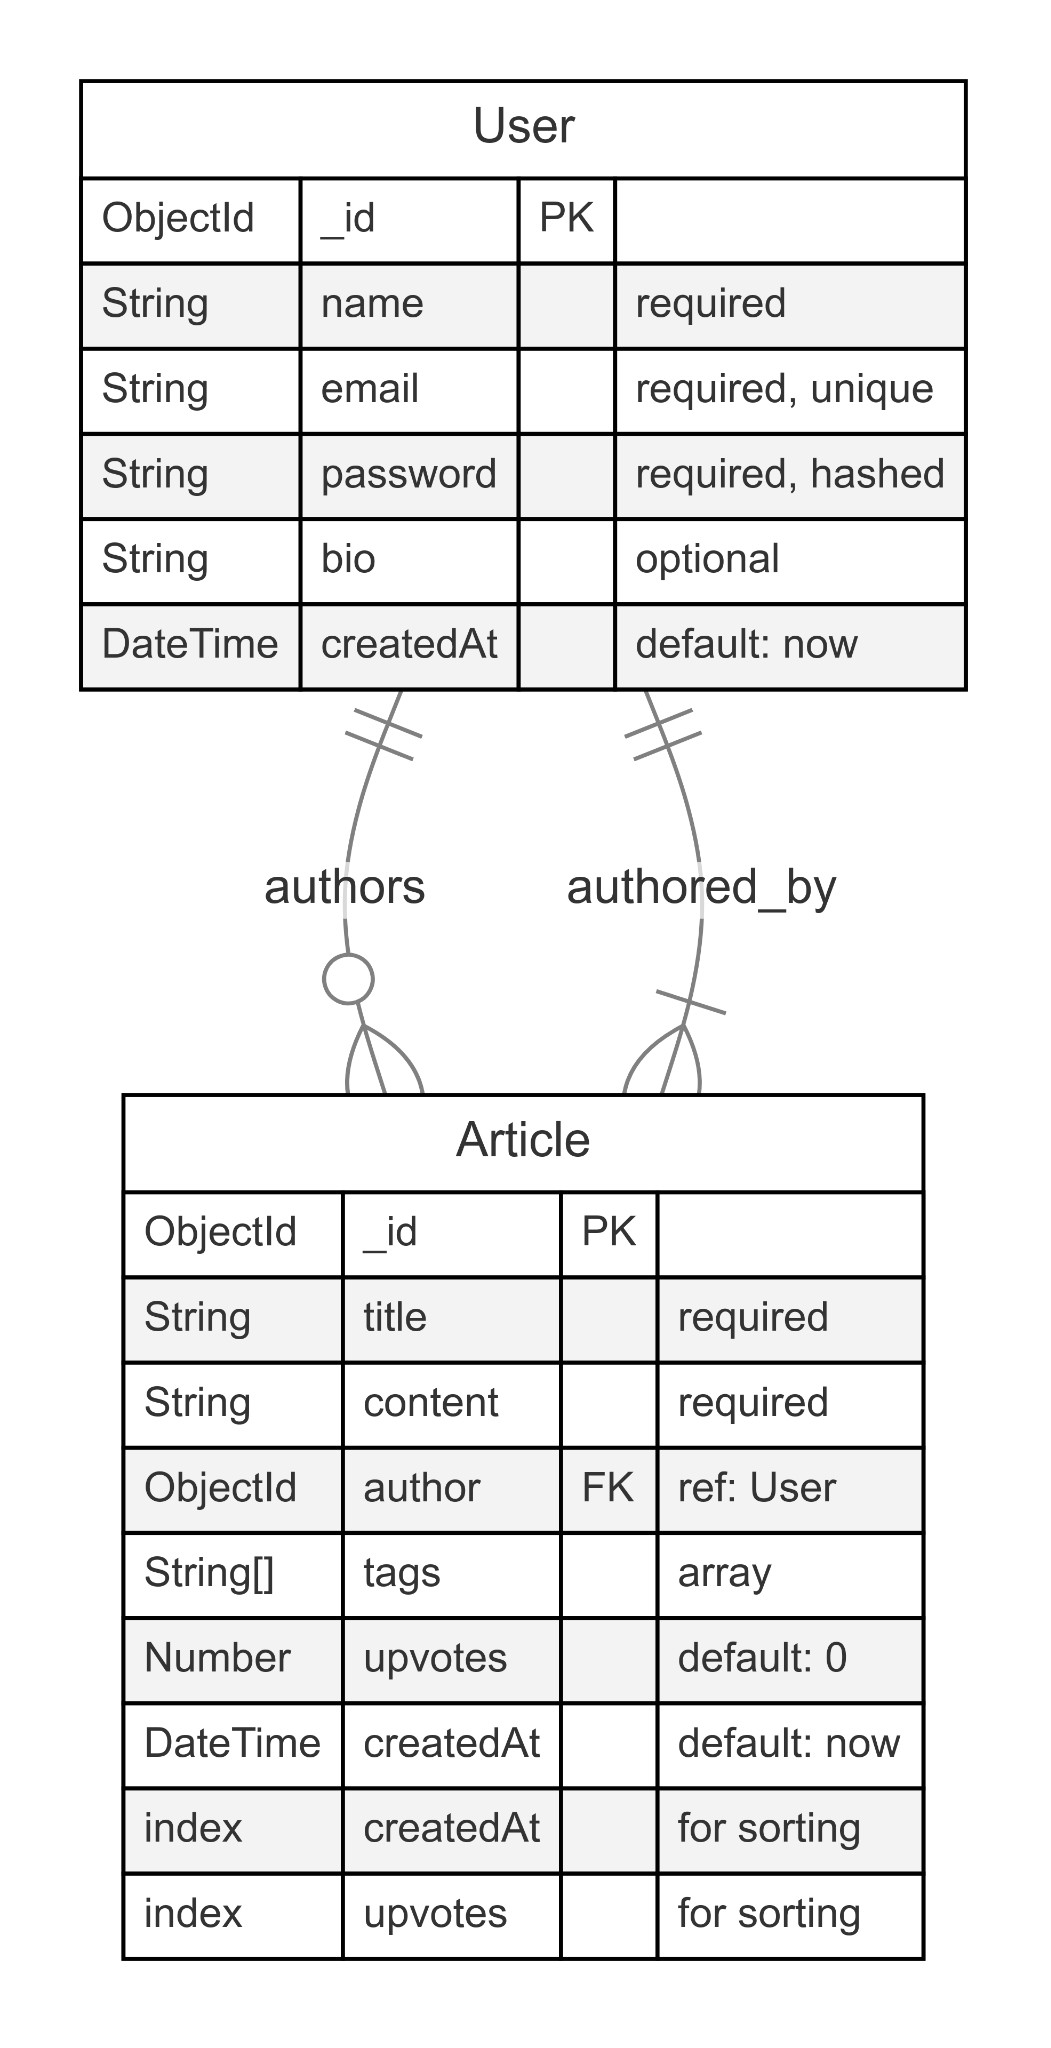 User
ObjectId _id PK
String name required
String email required, unique
String password required, hashed
String bio optional
DateTime createdAt default: now
authors authored_by
Article
ObjectId _id PK
String title required
String content required
ObjectId author FK ref: User
String[] tags array
Number upvotes default: 0
DateTime createdAt default: now
index createdAt for sorting
index upvotes for sorting